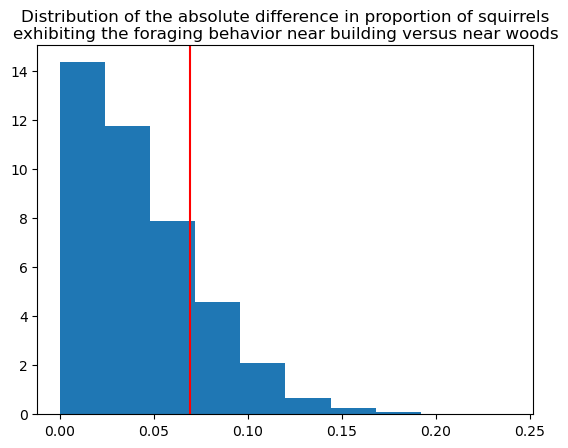 Distribution of the absolute difference in proportion of squirrels
exhibiting the foraging behavior near building versus near woods
14
12
10
8
6
4
2
0
0.00 0.05 0.10 0.15 0.20 0.25